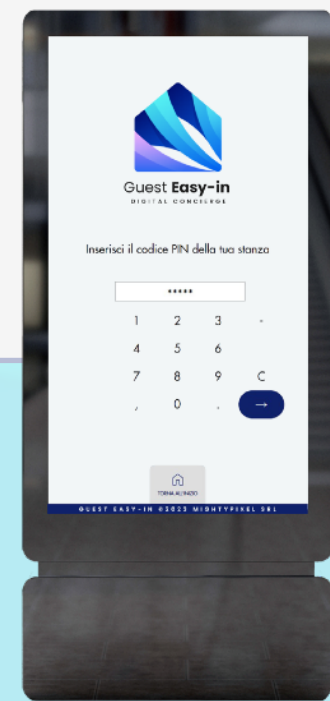 Guest Easy-in
DIGITAL CONCIERGE
Inserisci il codice PIN della tua stanza
*****
1 2 3 -
4 5 6
7 8 9 C
, 0 . →
TORNA ALL'INIZIO
GUEST EASY-IN ©2023 MIGHTYPIXEL SRL